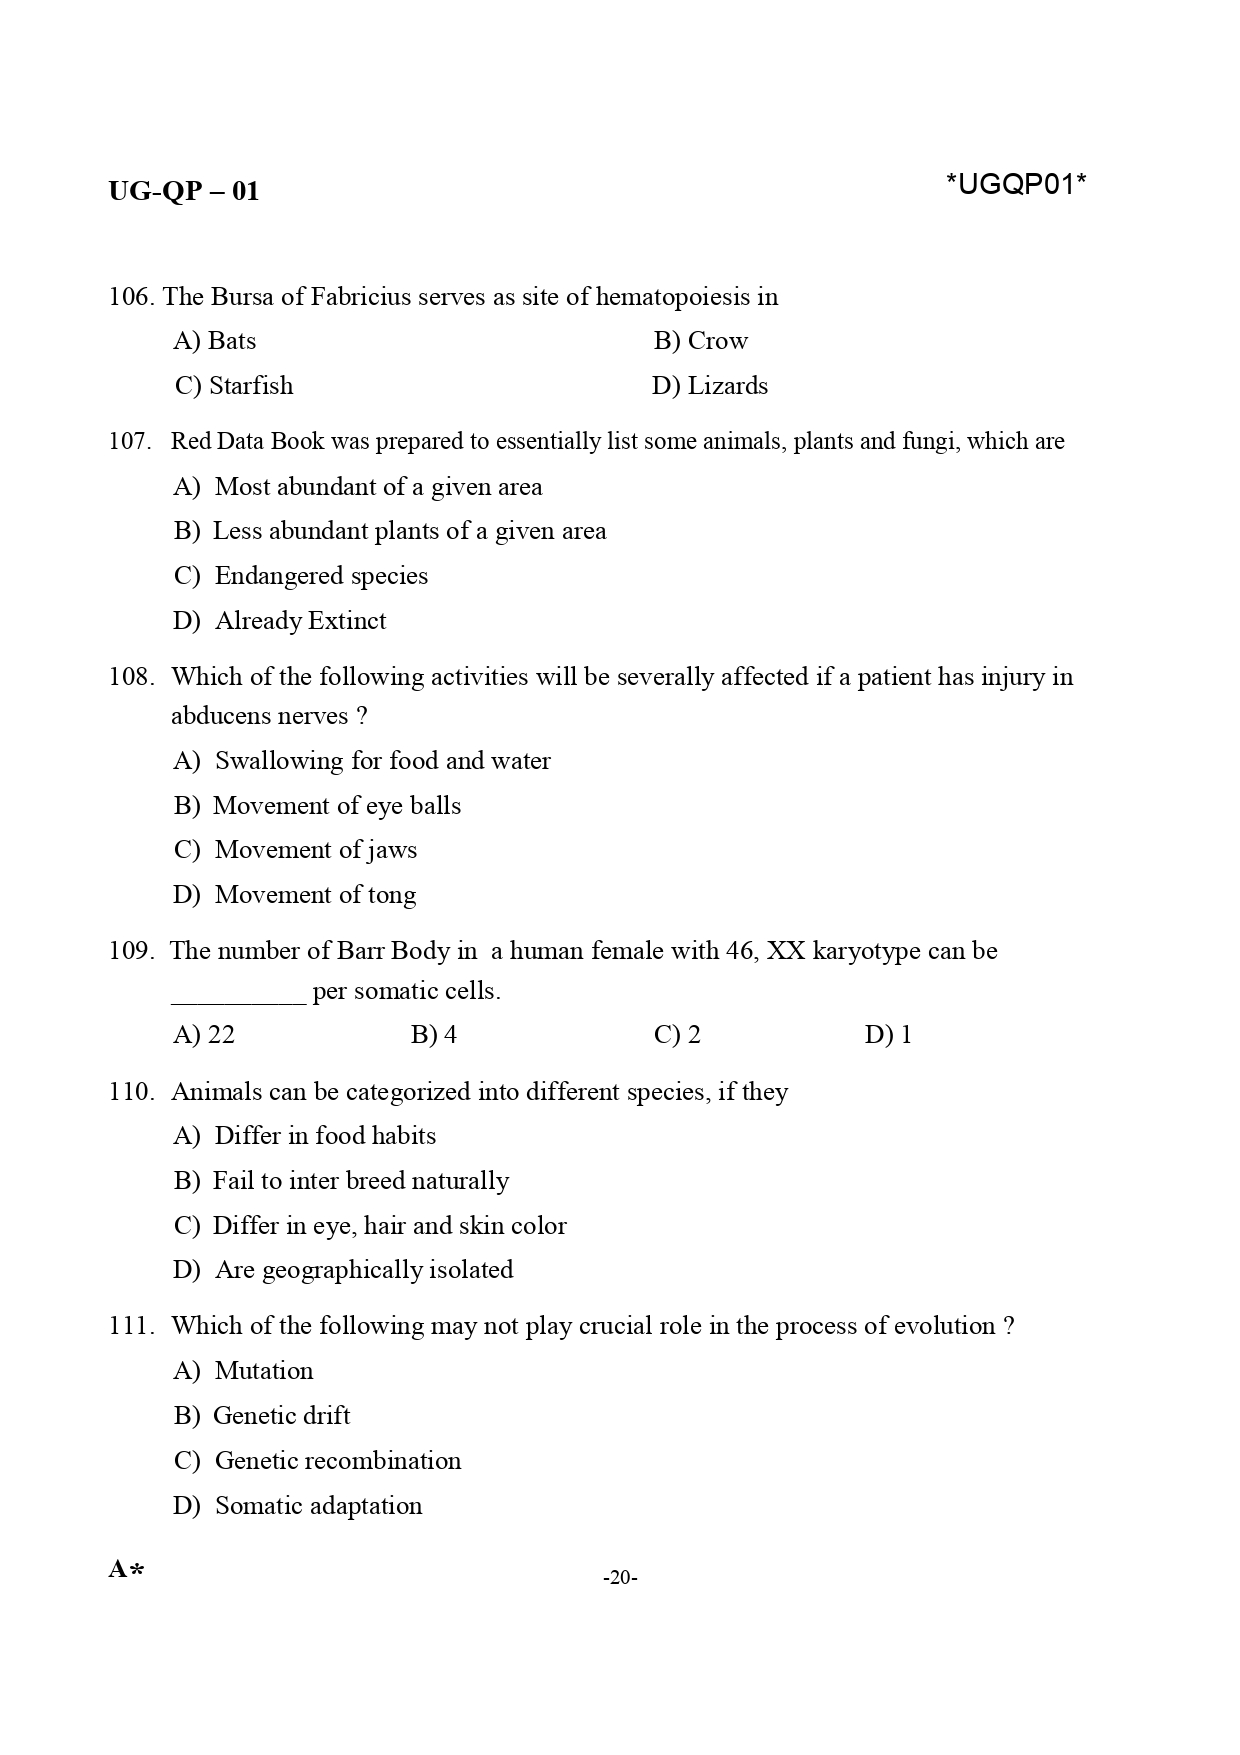 UG-QP – 01
*UGQP01*
106. The Bursa of Fabricius serves as site of hematopoiesis in
A) Bats B) Crow
C) Starfish D) Lizards
107. Red Data Book was prepared to essentially list some animals, plants and fungi, which are
A) Most abundant of a given area
B) Less abundant plants of a given area
C) Endangered species
D) Already Extinct
108. Which of the following activities will be severally affected if a patient has injury in
abducens nerves ?
A) Swallowing for food and water
B) Movement of eye balls
C) Movement of jaws
D) Movement of tong
109. The number of Barr Body in a human female with 46, XX karyotype can be
__________ per somatic cells.
A) 22 B) 4 C) 2 D) 1
110. Animals can be categorized into different species, if they
A) Differ in food habits
B) Fail to inter breed naturally
C) Differ in eye, hair and skin color
D) Are geographically isolated
111. Which of the following may not play crucial role in the process of evolution ?
A) Mutation
B) Genetic drift
C) Genetic recombination
D) Somatic adaptation
A*
-20-